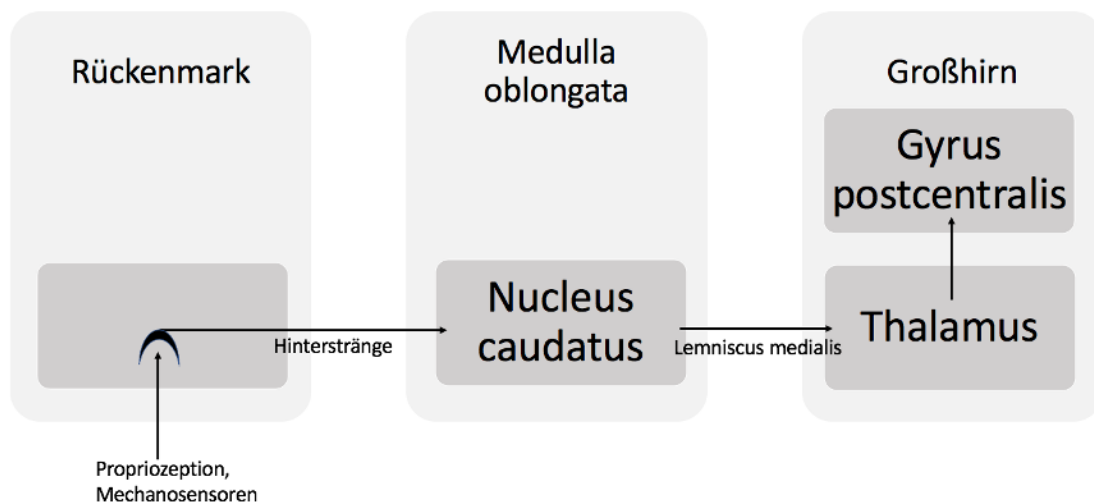 Rückenmark
Medulla
oblongata
Großhirn
Gyrus
postcentralis
Nucleus
caudatus
Thalamus
Hinterstränge
Lemniscus medialis
Propriozeption,
Mechanosensoren